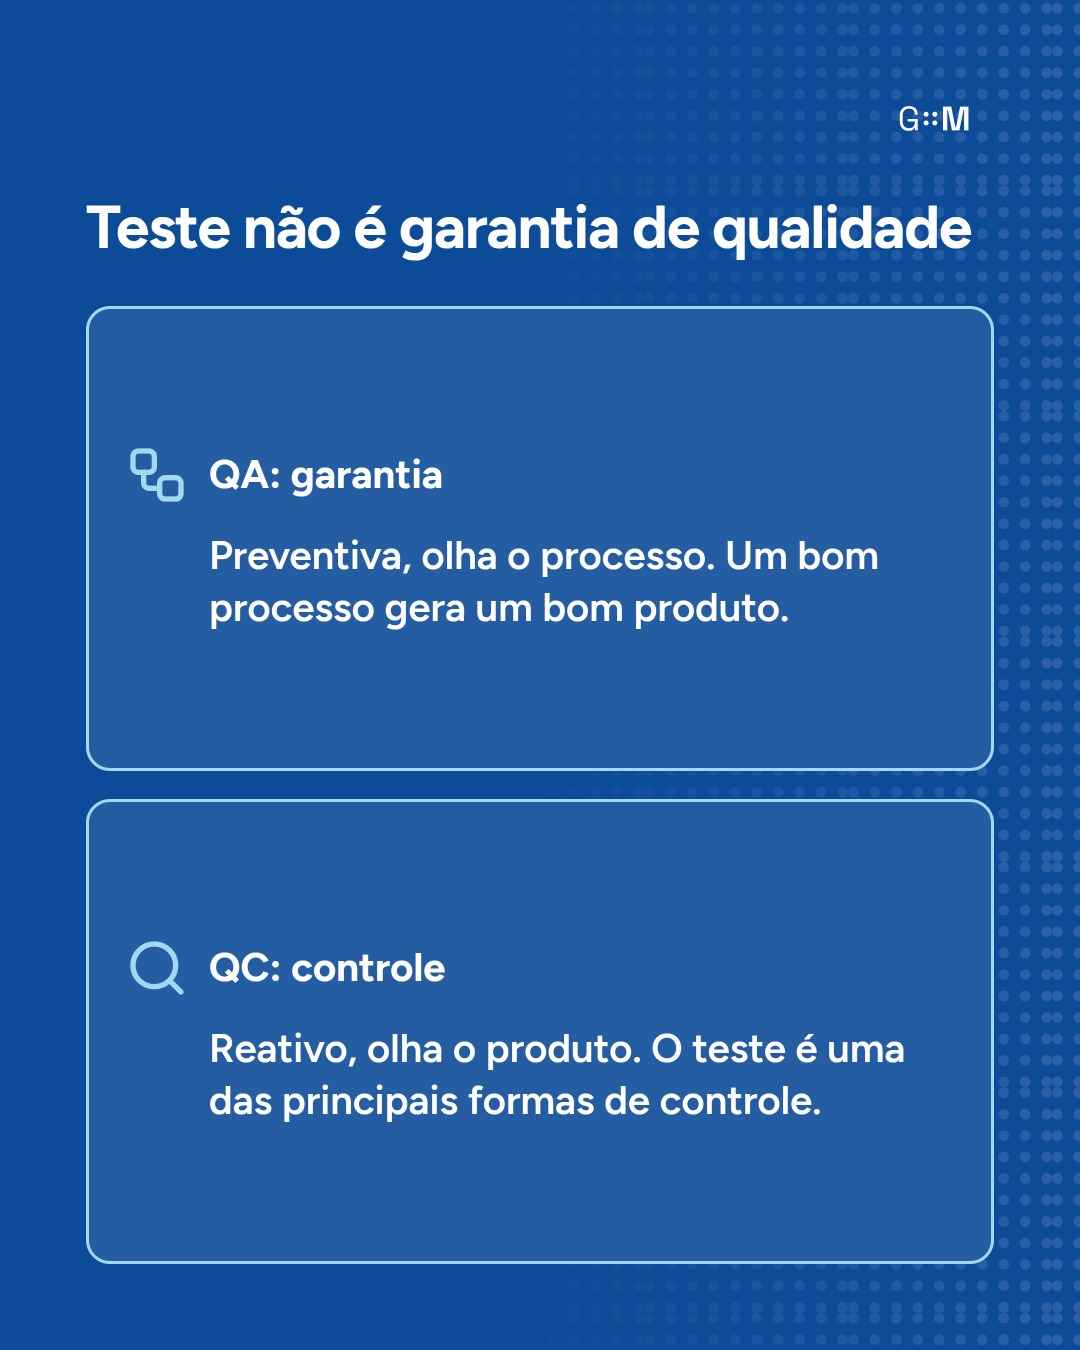 G::M
Teste não é garantia de qualidade
QA: garantia
Preventiva, olha o processo. Um bom
processo gera um bom produto.
QC: controle
Reativo, olha o produto. O teste é uma
das principais formas de controle.